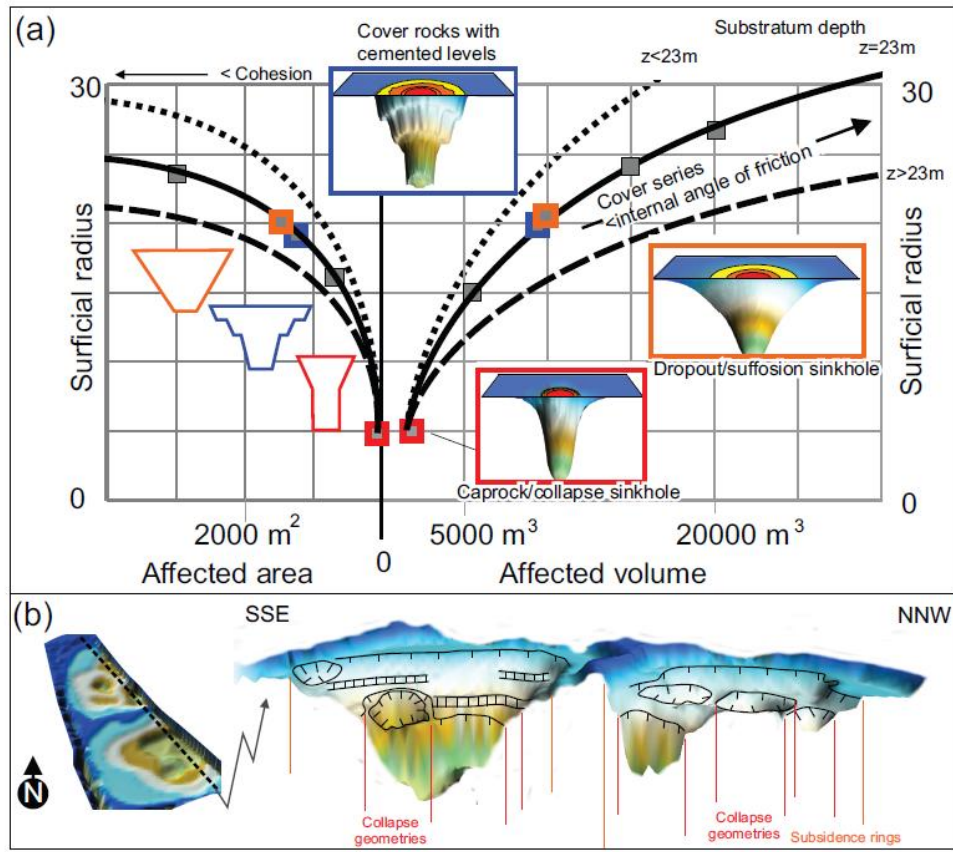 (a)
Cover rocks with
cemented levels
Substratum depth
z<23m
z=23m
< Cohesion
30
30
Cover series
<internal angle of friction
z>23m
Surficial radius
Surficial radius
Dropout/suffosion sinkhole
Caprock/collapse sinkhole
0
0
2000 m²
0
5000 m³
20000 m³
Affected area
Affected volume
(b)
SSE
NNW
N
Collapse
geometries
Collapse
geometries
Subsidence rings